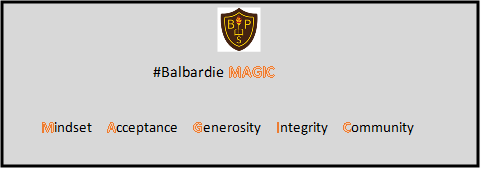 B P
S
#Balbardie MAGIC
Mindset Acceptance Generosity Integrity Community